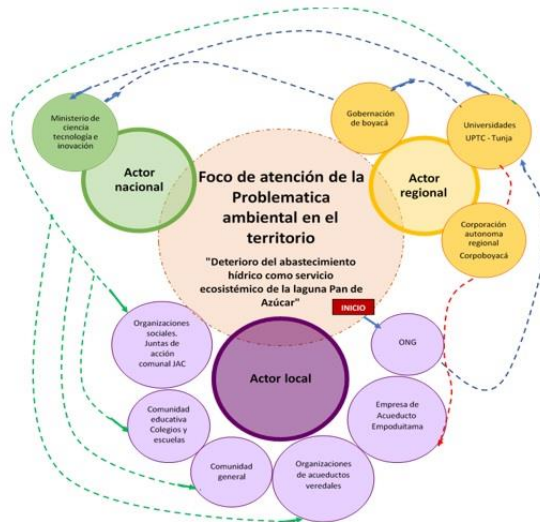 Ministerio de
ciencia
tecnología e
innovación
Actor
nacional
Gobernación
de boyacá
Universidades
UPTC - Tunja
Actor
regional
Corporación
autonoma
regional
Corpoboyacá
Foco de atención de la
Problematica
ambiental en el
territorio
"Deterioro del abastecimiento
hídrico como servicio
ecosistémico de la laguna Pan de
Azúcar"
INICIO
ONG
Organizaciones
sociales.
Juntas de
acción
comunal JAC
Actor local
Comunidad
educativa
Colegios y
escuelas
Comunidad
general
Organizaciones
de acueductos
veredales
Empresa de
Acueducto
Empoduitama